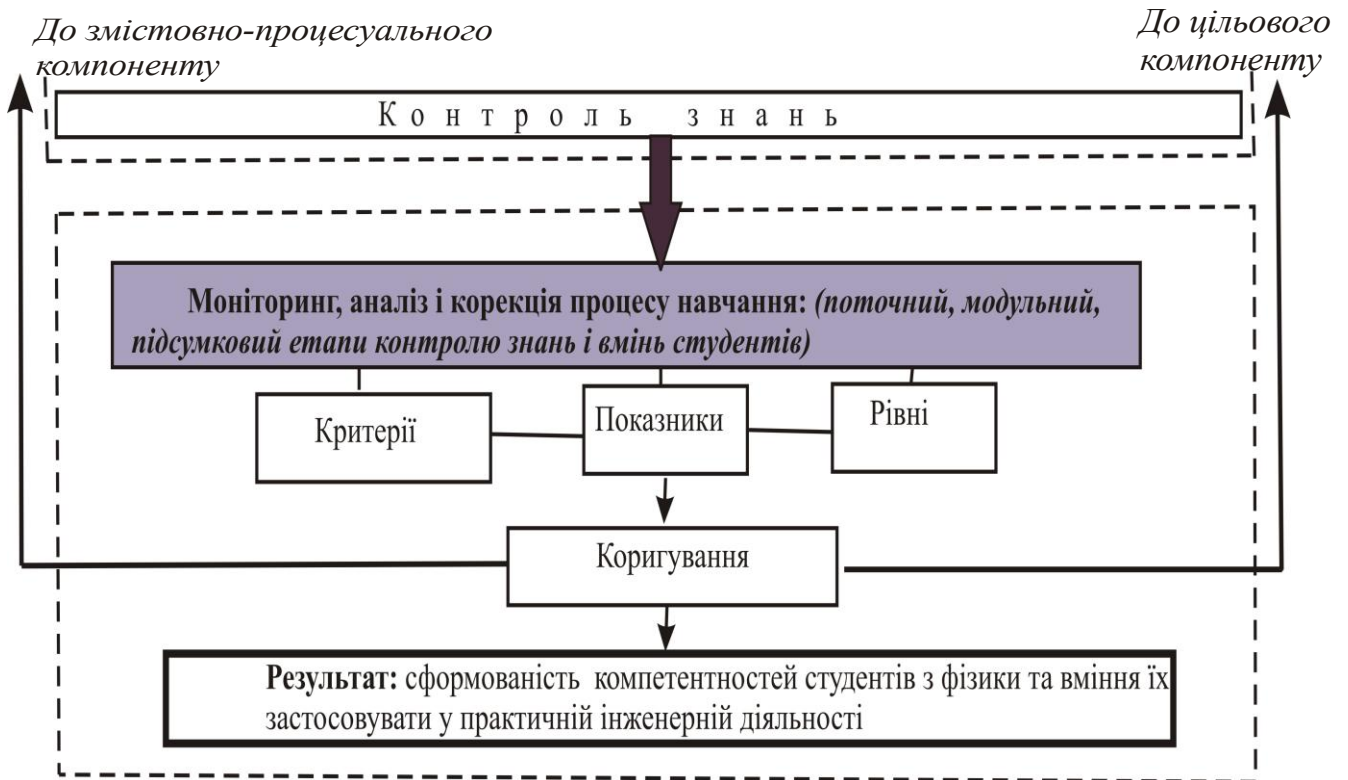 До змістовно-процесуального
компоненту
До цільового
компоненту
Контроль знань
Моніторинг, аналіз і корекція процесу навчання: (поточний, модульний,
підсумковий етапи контролю знань і вмінь студентів)
Критерії
Показники
Рівні
Коригування
Результат: сформованість компетентностей студентів з фізики та вміння їх
застосовувати у практичній інженерній діяльності